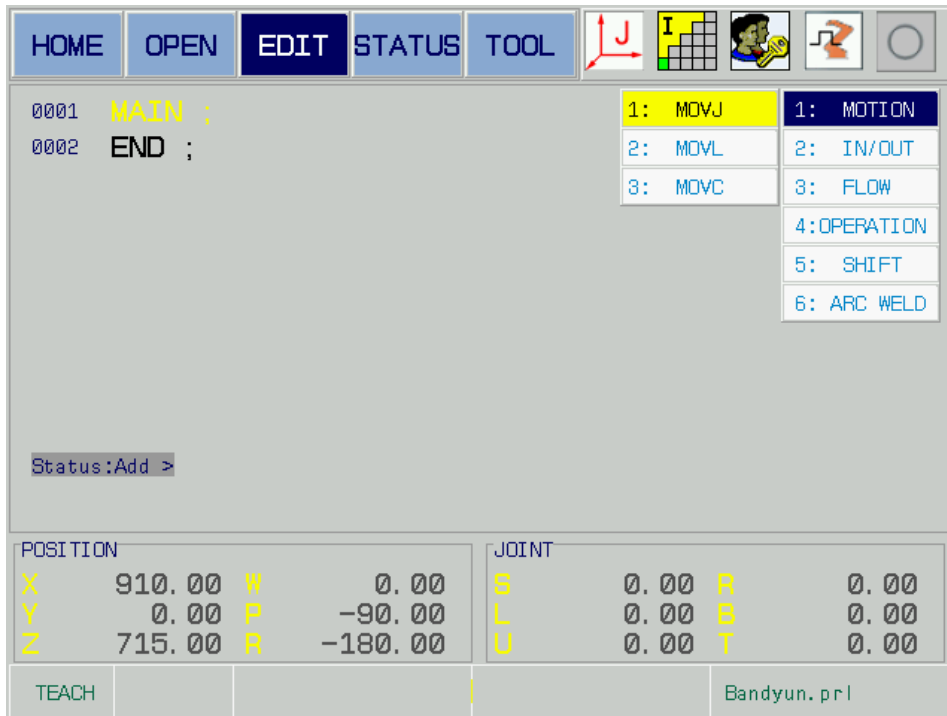 HOME OPEN EDIT STATUS TOOL J I
0001 MAIN ;
0002 END ;
1: MOVJ
2: MOVL
3: MOVC
1: MOTION
2: IN/OUT
3: FLOW
4:OPERATION
5: SHIFT
6: ARC WELD
Status:Add >
POSITION
X 910.00 W 0.00
Y 0.00 P -90.00
Z 715.00 R -180.00
JOINT
S 0.00 R 0.00
L 0.00 B 0.00
U 0.00 T 0.00
TEACH Bandyun.prl